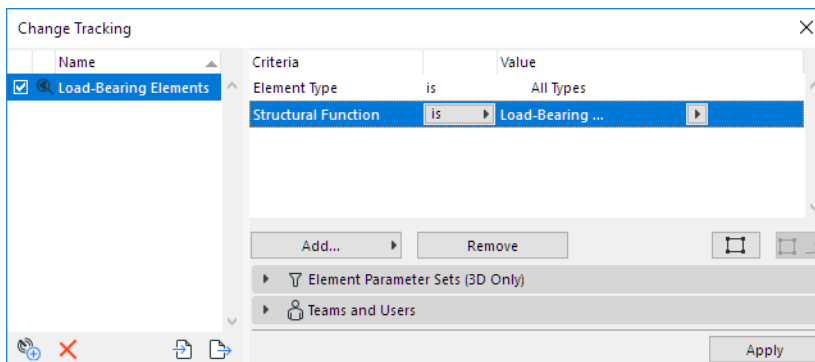 Change Tracking
Name
Load-Bearing Elements
Criteria Value
Element Type is All Types
Structural Function is Load-Bearing ...
Add... Remove
Element Parameter Sets (3D Only)
Teams and Users
Apply